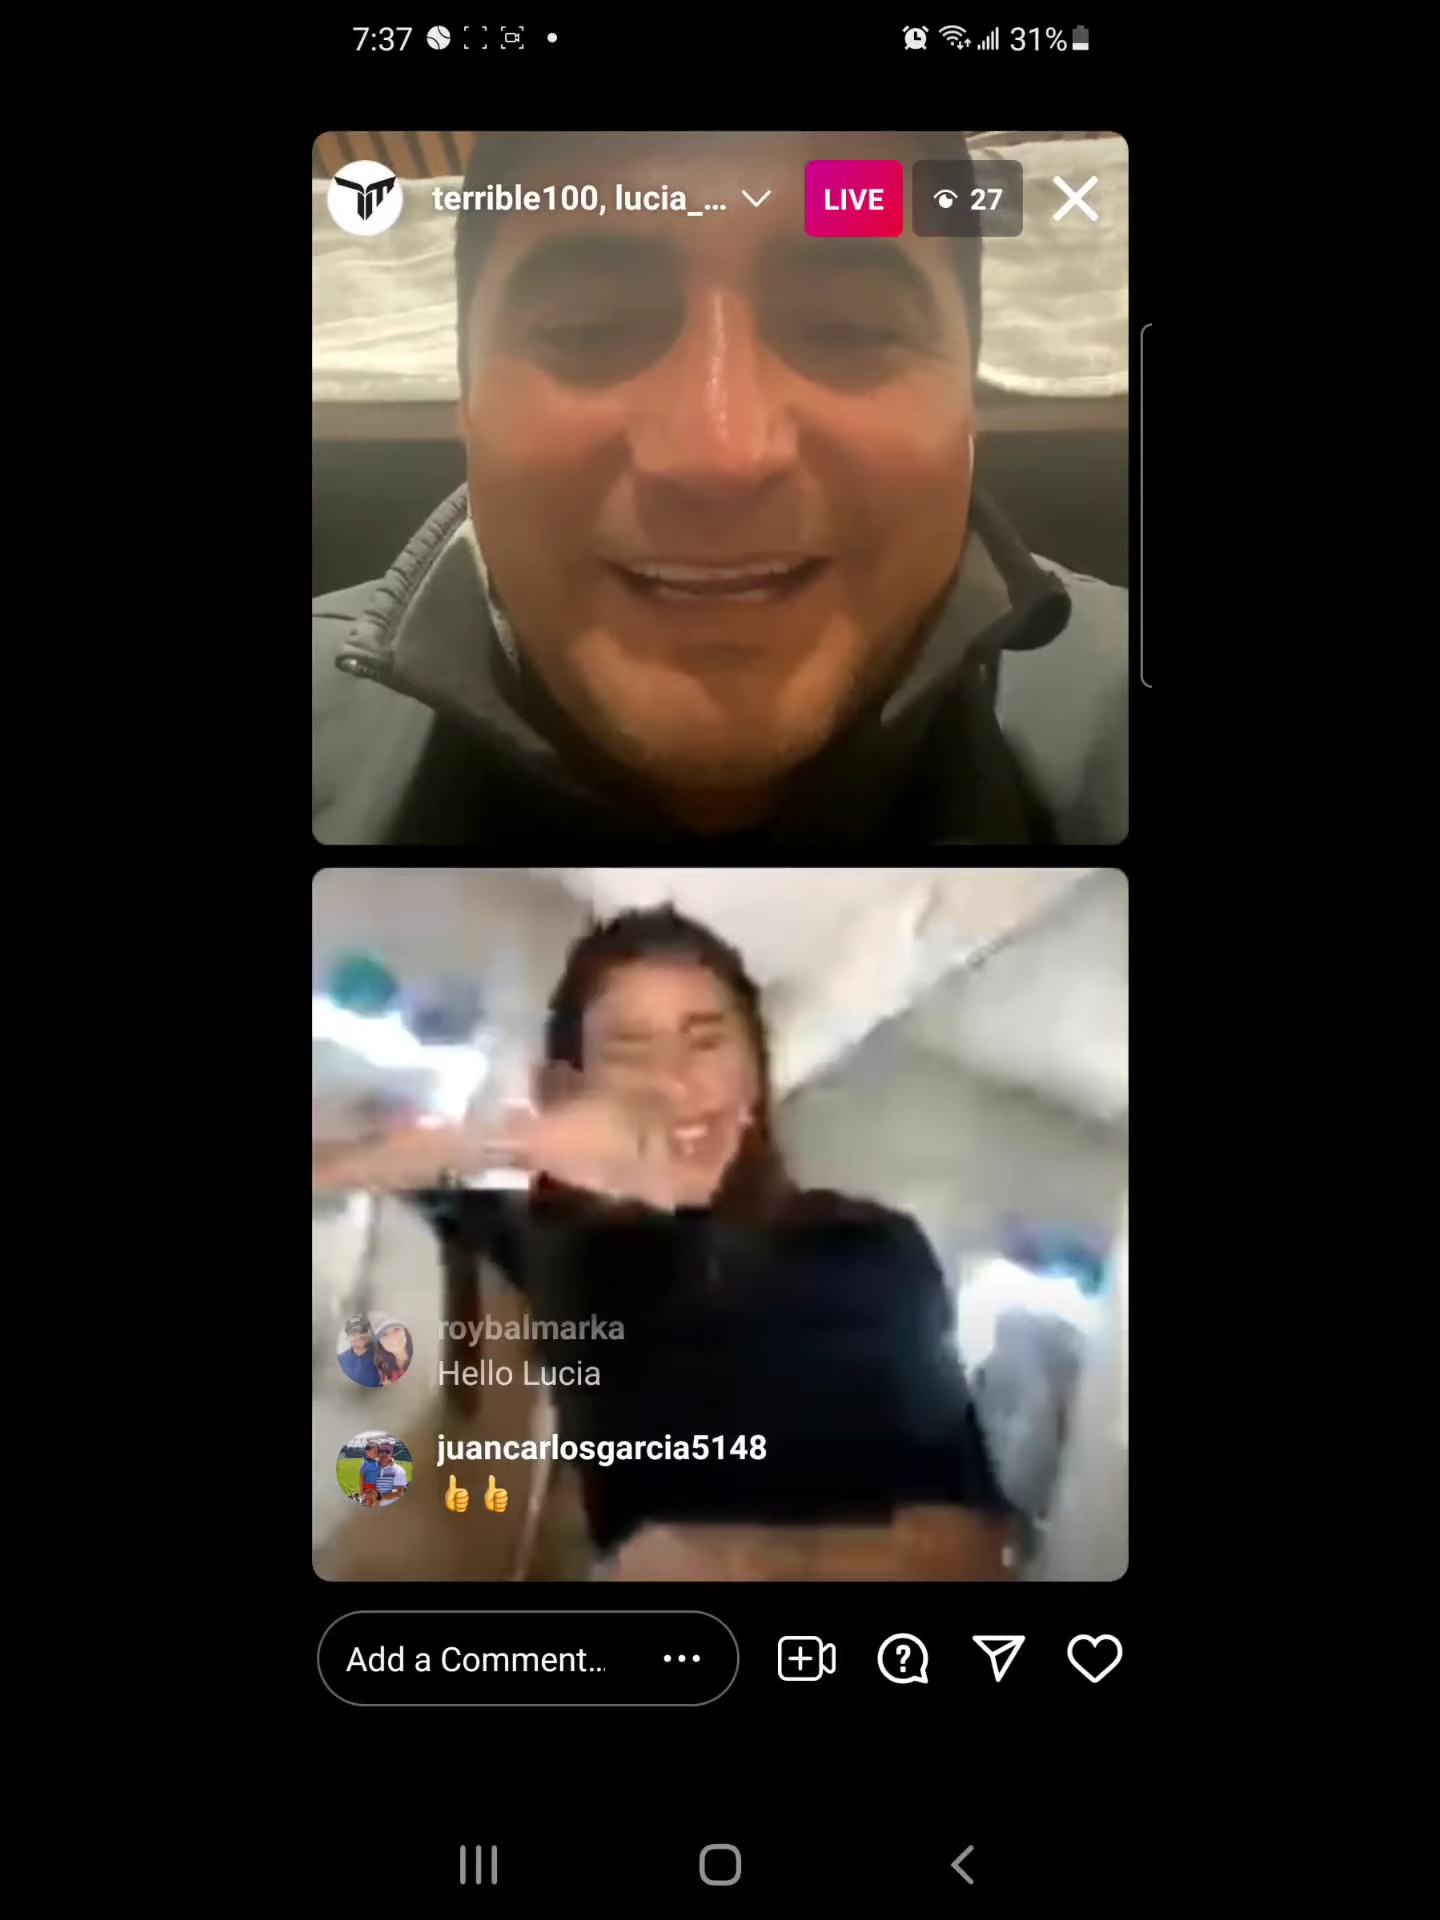 7:37
31%
terrible100, lucia_...
LIVE
27
roybalmarka
Hello Lucia
juancarlosgarcia5148
👍👍
Add a Comment...